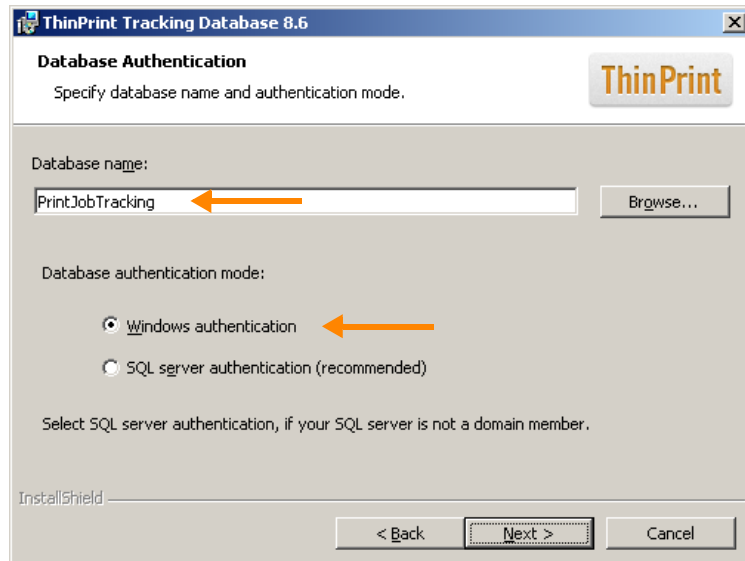 ThinPrint Tracking Database 8.6
Database Authentication
Specify database name and authentication mode.
ThinPrint
Database name:
PrintJobTracking
Browse...
Database authentication mode:
Windows authentication
SQL server authentication (recommended)
Select SQL server authentication, if your SQL server is not a domain member.
InstallShield
< Back Next > Cancel